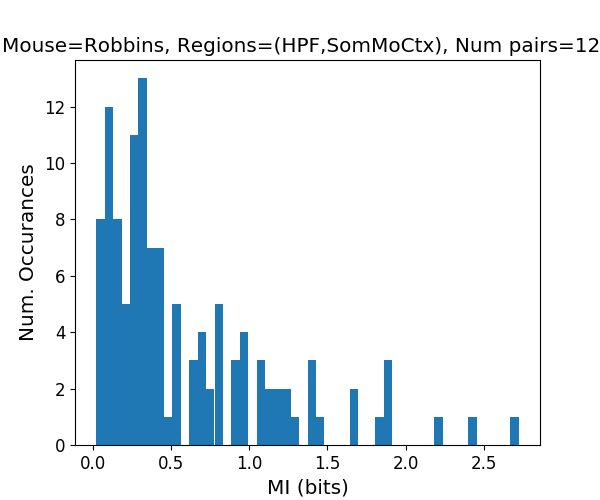 Mouse=Robbins, Regions=(HPF,SomMoCtx), Num pairs=12
Num. Occurances
12
10
8
6
4
2
0
0.0 0.5 1.0 1.5 2.0 2.5
MI (bits)